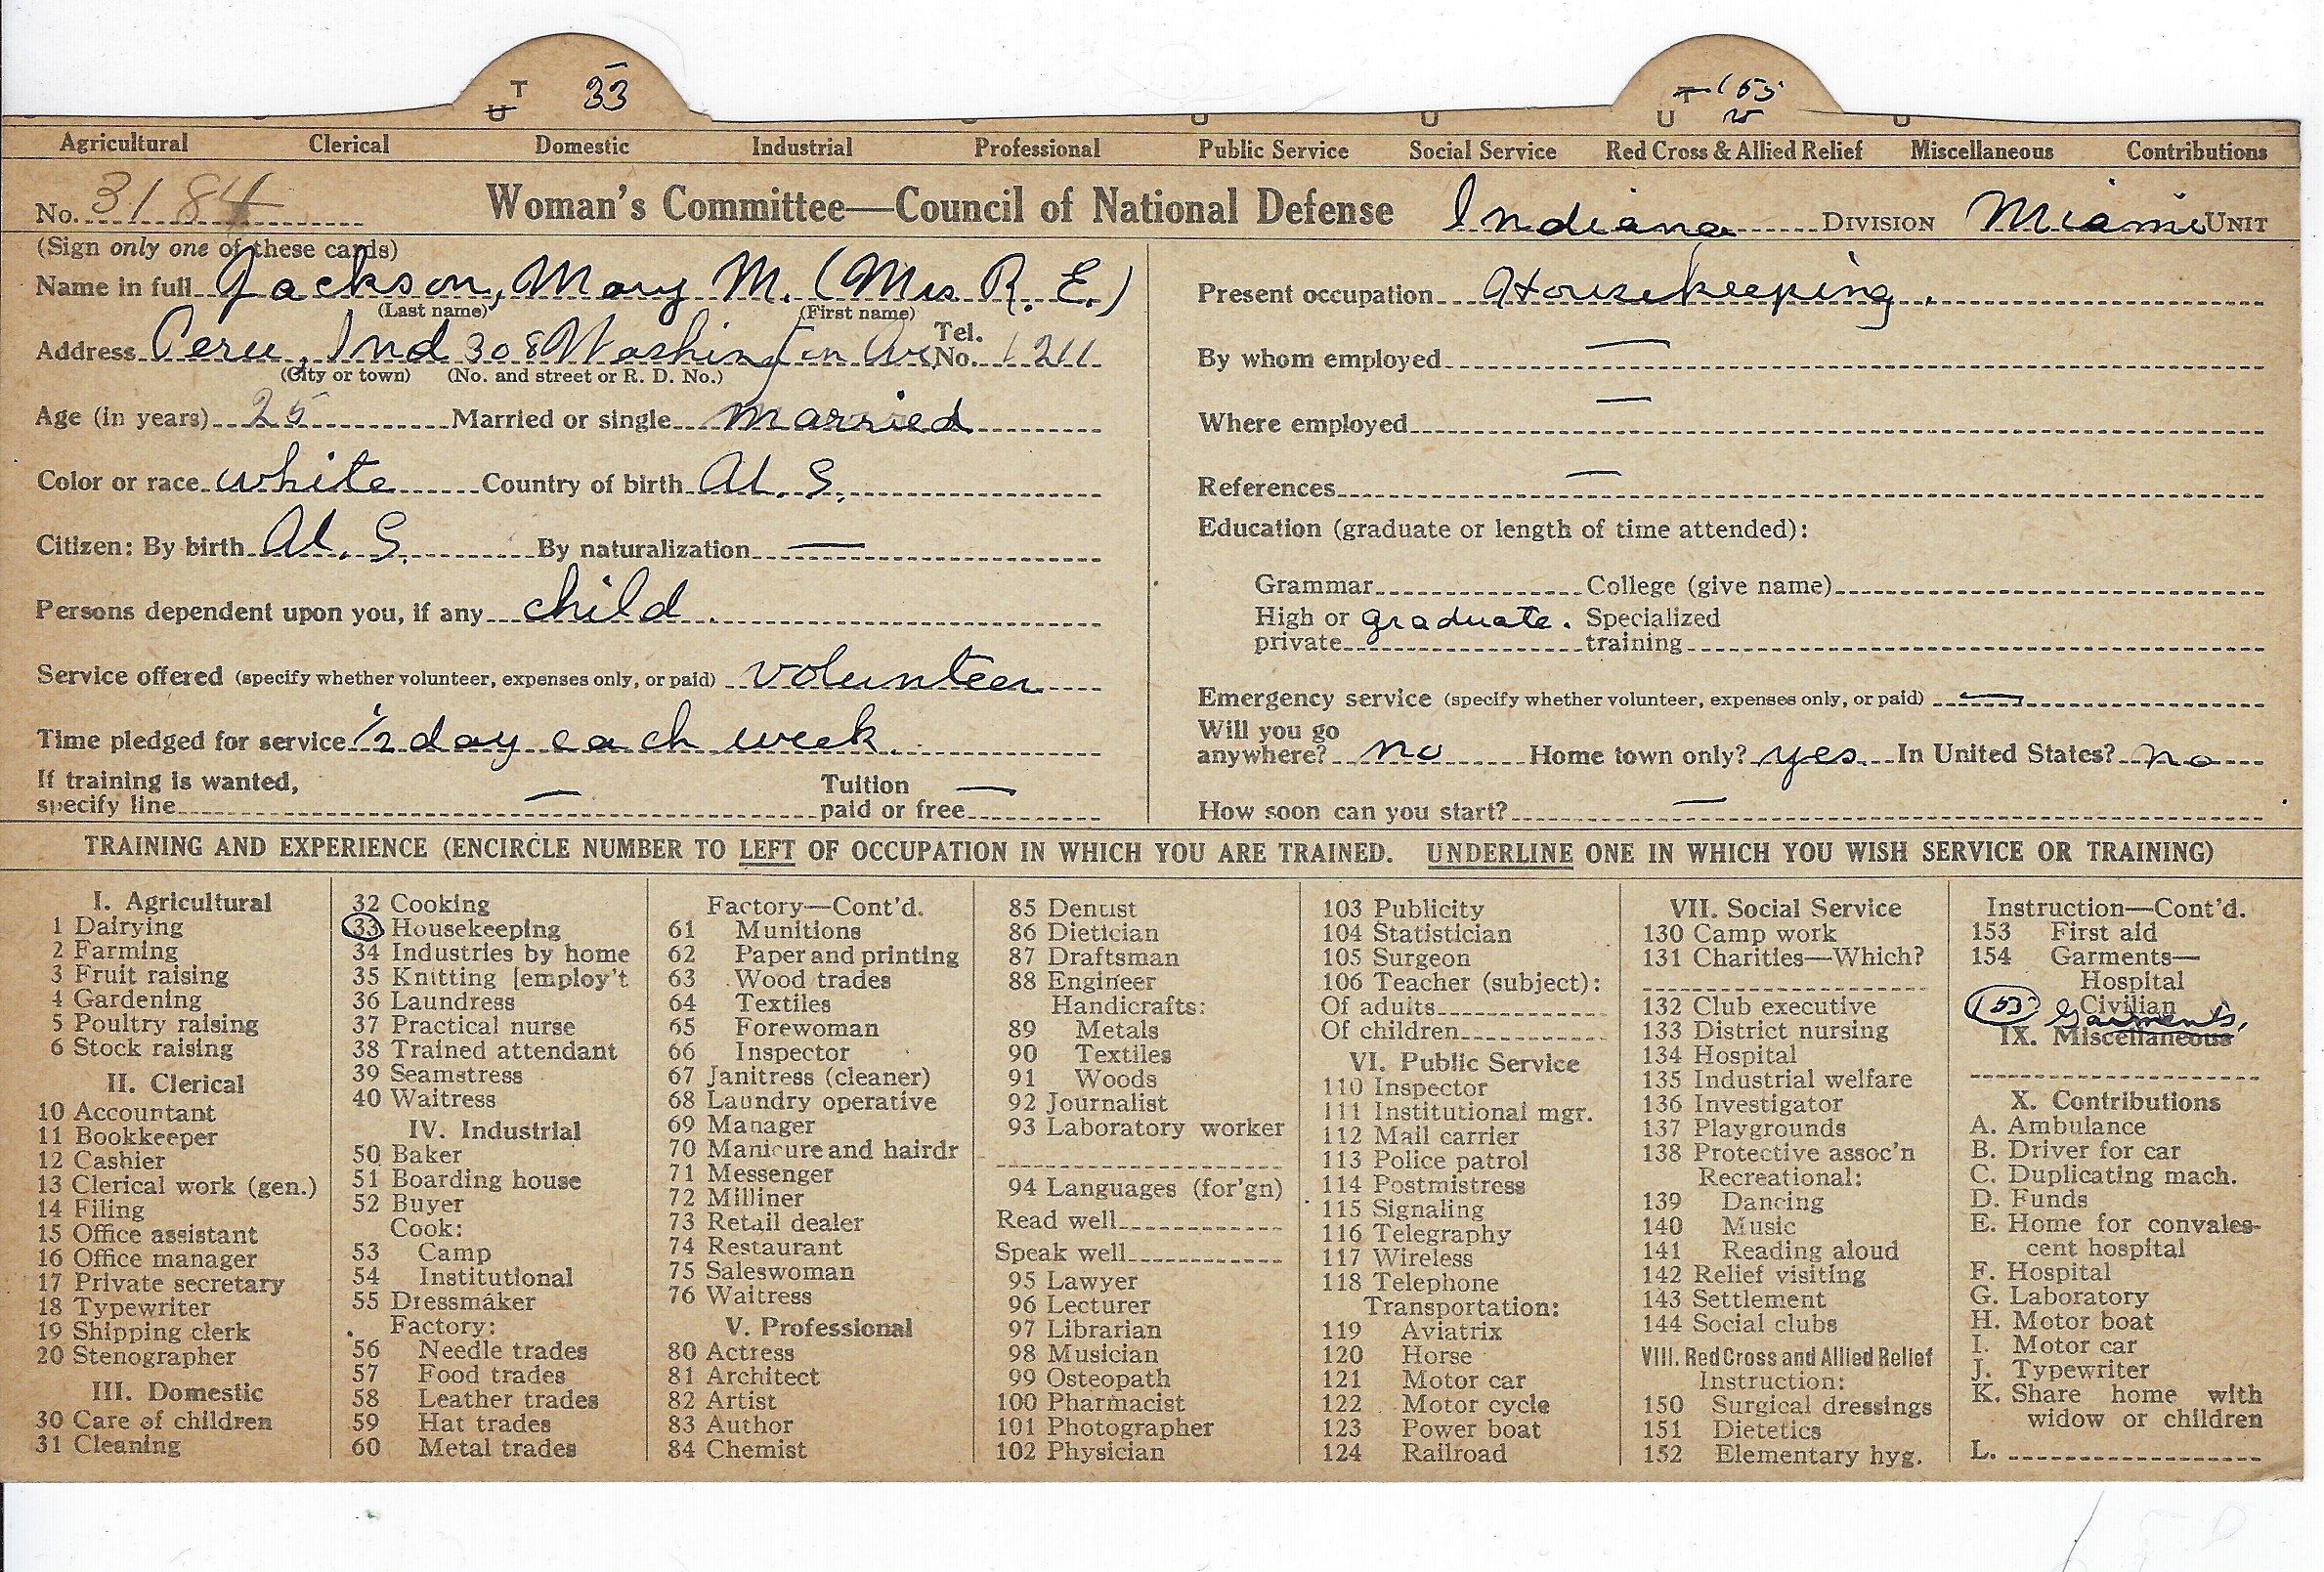 T U 33
T 155
U v
U U U
Agricultural Clerical Domestic Industrial Professional Public Service Social Service Red Cross & Allied Relief Miscellaneous Contributions
No. 3184 Woman's Committee—Council of National Defense Indiana DIVISION Miami UNIT
(Sign only one of these cards)
Name in full Jackson, Mary M. (Mrs R. E.)
(Last name) (First name)
Address Peru, Ind 308 Washington Av. Tel. No. 1211
(City or town) (No. and street or R. D. No.)
Age (in years) 25 Married or single married
Color or race white Country of birth U. S.
Citizen: By birth U. S. By naturalization —
Persons dependent upon you, if any child.
Service offered (specify whether volunteer, expenses only, or paid) volunteer
Time pledged for service 1/2 day each week.
If training is wanted,
specify line —
Tuition
paid or free —
Present occupation Housekeeping.
By whom employed —
Where employed —
References —
Education (graduate or length of time attended):
Grammar College (give name)
High or graduate. Specialized
private training
Emergency service (specify whether volunteer, expenses only, or paid) —
Will you go
anywhere? no Home town only? yes In United States? no
How soon can you start? —
TRAINING AND EXPERIENCE (ENCIRCLE NUMBER TO LEFT OF OCCUPATION IN WHICH YOU ARE TRAINED. UNDERLINE ONE IN WHICH YOU WISH SERVICE OR TRAINING)
I. Agricultural
1 Dairying
2 Farming
3 Fruit raising
4 Gardening
5 Poultry raising
6 Stock raising
II. Clerical
10 Accountant
11 Bookkeeper
12 Cashier
13 Clerical work (gen.)
14 Filing
15 Office assistant
16 Office manager
17 Private secretary
18 Typewriter
19 Shipping clerk
20 Stenographer
III. Domestic
30 Care of children
31 Cleaning
32 Cooking
33 Housekeeping
34 Industries by home
35 Knitting [employ't
36 Laundress
37 Practical nurse
38 Trained attendant
39 Seamstress
40 Waitress
IV. Industrial
50 Baker
51 Boarding house
52 Buyer
Cook:
53 Camp
54 Institutional
55 Dressmaker
Factory:
56 Needle trades
57 Food trades
58 Leather trades
59 Hat trades
60 Metal trades
Factory—Cont'd.
61 Munitions
62 Paper and printing
63 Wood trades
64 Textiles
65 Forewoman
66 Inspector
67 Janitress (cleaner)
68 Laundry operative
69 Manager
70 Manicure and hairdr
71 Messenger
72 Milliner
73 Retail dealer
74 Restaurant
75 Saleswoman
76 Waitress
V. Professional
80 Actress
81 Architect
82 Artist
83 Author
84 Chemist
85 Dentist
86 Dietician
87 Draftsman
88 Engineer
Handicrafts:
89 Metals
90 Textiles
91 Woods
92 Journalist
93 Laboratory worker
94 Languages (for'gn)
Read well
Speak well
95 Lawyer
96 Lecturer
97 Librarian
98 Musician
99 Osteopath
100 Pharmacist
101 Photographer
102 Physician
103 Publicity
104 Statistician
105 Surgeon
106 Teacher (subject):
Of adults
Of children
VI. Public Service
110 Inspector
111 Institutional mgr.
112 Mail carrier
113 Police patrol
114 Postmistress
115 Signaling
116 Telegraphy
117 Wireless
118 Telephone
Transportation:
119 Aviatrix
120 Horse
121 Motor car
122 Motor cycle
123 Power boat
124 Railroad
VII. Social Service
130 Camp work
131 Charities—Which?
132 Club executive
133 District nursing
134 Hospital
135 Industrial welfare
136 Investigator
137 Playgrounds
138 Protective assoc'n
Recreational:
139 Dancing
140 Music
141 Reading aloud
142 Relief visiting
143 Settlement
144 Social clubs
VIII. Red Cross and Allied Relief
Instruction:
150 Surgical dressings
151 Dietetics
152 Elementary hyg.
Instruction—Cont'd.
153 First aid
154 Garments—
Hospital
Civilian
155 Garments,
IX. Miscellaneous
X. Contributions
A. Ambulance
B. Driver for car
C. Duplicating mach.
D. Funds
E. Home for convales-
cent hospital
F. Hospital
G. Laboratory
H. Motor boat
I. Motor car
J. Typewriter
K. Share home with
widow or children
L.